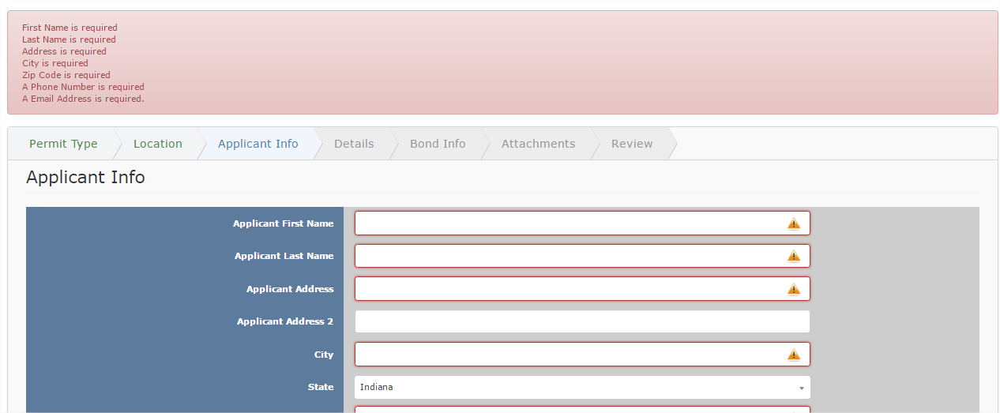 First Name is required
Last Name is required
Address is required
City is required
Zip Code is required
A Phone Number is required
A Email Address is required.
Permit Type Location Applicant Info Details Bond Info Attachments Review
Applicant Info
Applicant First Name
Applicant Last Name
Applicant Address
Applicant Address 2
City
State Indiana